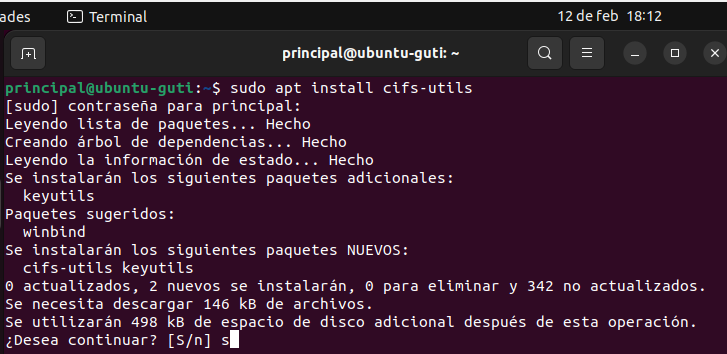 ades Terminal 12 de feb 18:12
principal@ubuntu-guti: ~
principal@ubuntu-guti:~$ sudo apt install cifs-utils
[sudo] contraseña para principal:
Leyendo lista de paquetes... Hecho
Creando árbol de dependencias... Hecho
Leyendo la información de estado... Hecho
Se instalarán los siguientes paquetes adicionales:
  keyutils
Paquetes sugeridos:
  winbind
Se instalarán los siguientes paquetes NUEVOS:
  cifs-utils keyutils
0 actualizados, 2 nuevos se instalarán, 0 para eliminar y 342 no actualizados.
Se necesita descargar 146 kB de archivos.
Se utilizarán 498 kB de espacio de disco adicional después de esta operación.
¿Desea continuar? [S/n] s